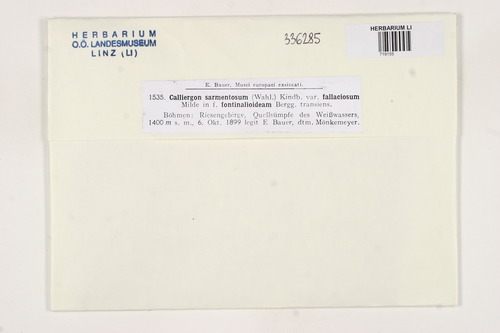 HERBARIUM
O.Ö. LANDESMUSEUM
LINZ (LI)
336285
HERBARIUM LI
E. Bauer, Musci europaei exsiccati.
1535. Calliergon sarmentosum (Wahl.) Kindb. var. fallaciosum
Milde in f. fontinalioideam Bergg. transiens.
Böhmen: Riesengebirge, Quellsümpfe des Weißwassers,
1400 m s. m., 6. Okt. 1899 legit E. Bauer, dtm. Mönkemeyer.